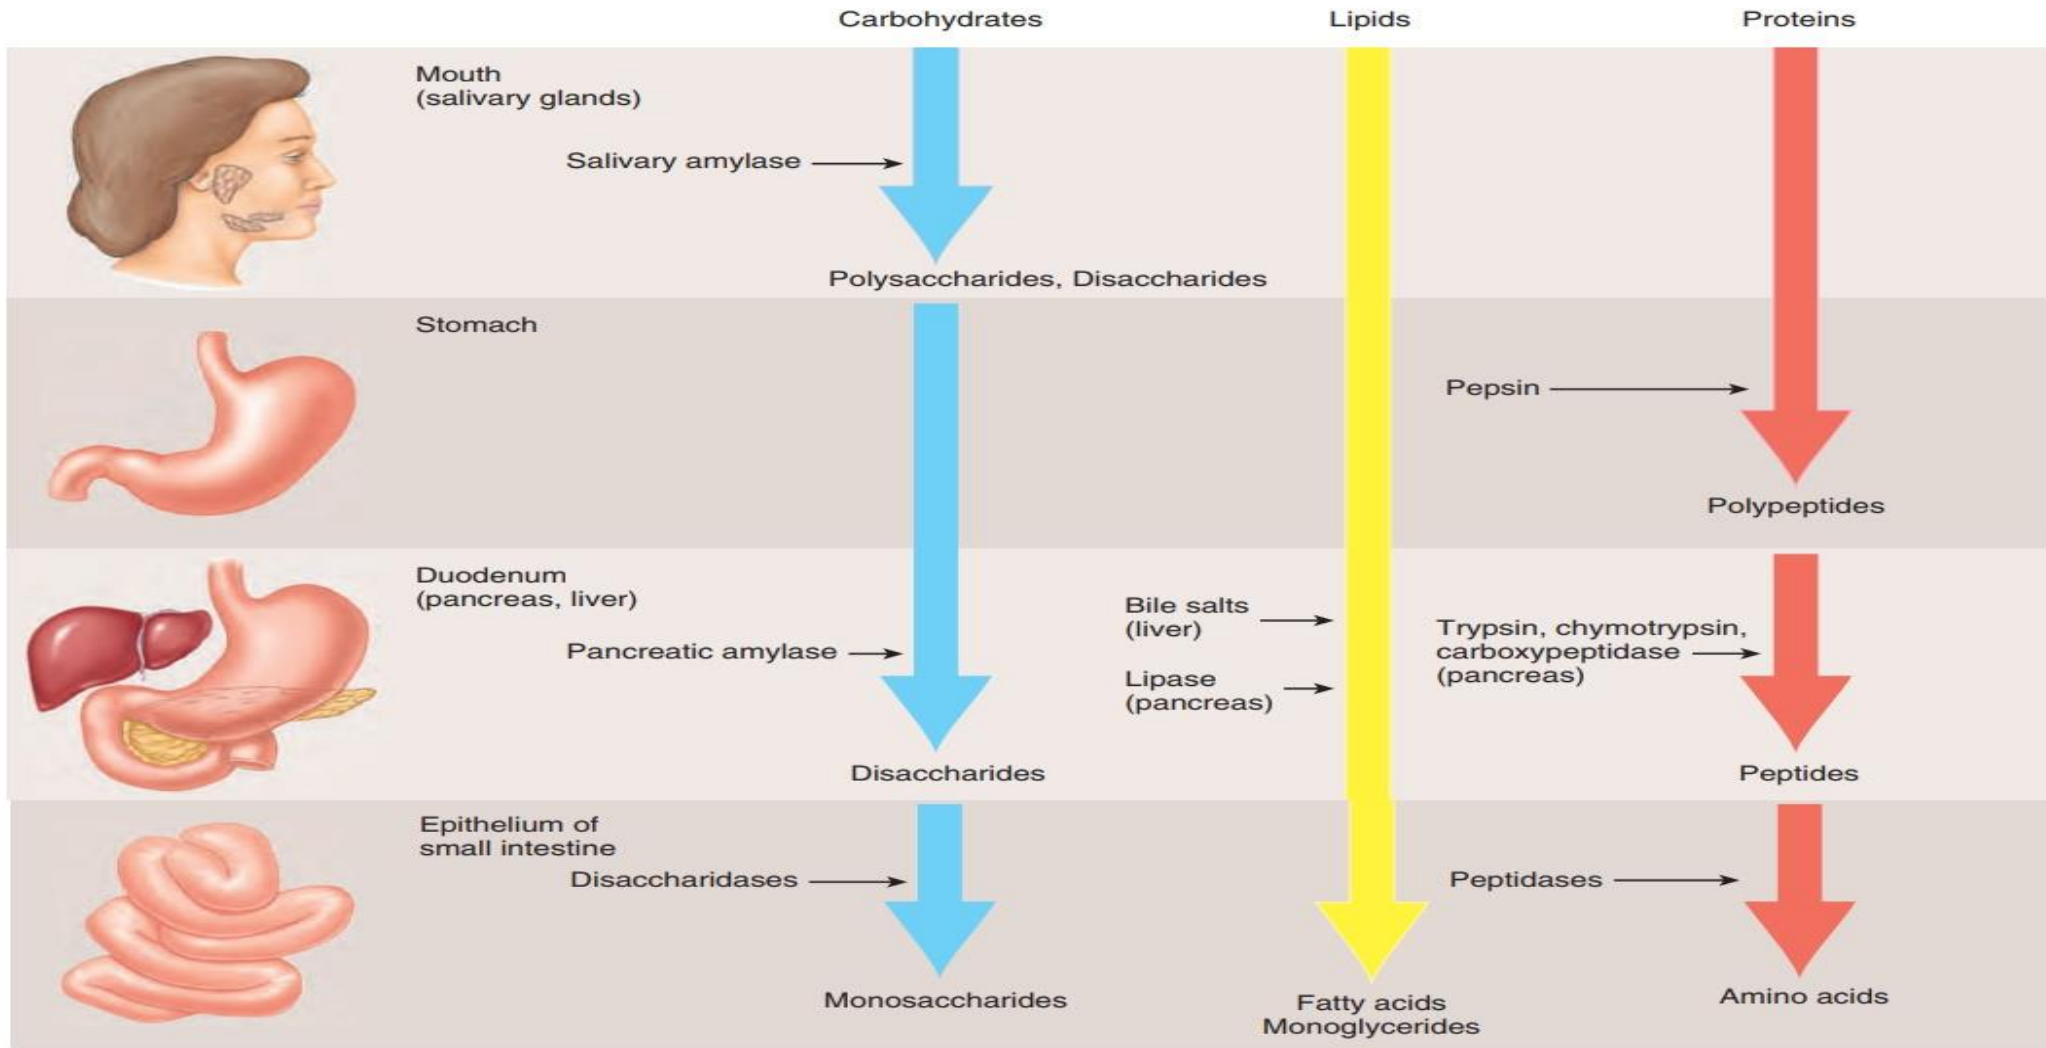 Carbohydrates
Lipids
Proteins
Mouth
(salivary glands)
Salivary amylase
Polysaccharides, Disaccharides
Stomach
Pepsin
Polypeptides
Duodenum
(pancreas, liver)
Pancreatic amylase
Bile salts
(liver)
Lipase
(pancreas)
Trypsin, chymotrypsin,
carboxypeptidase
(pancreas)
Disaccharides
Peptides
Epithelium of
small intestine
Disaccharidases
Peptidases
Monosaccharides
Fatty acids
Monoglycerides
Amino acids